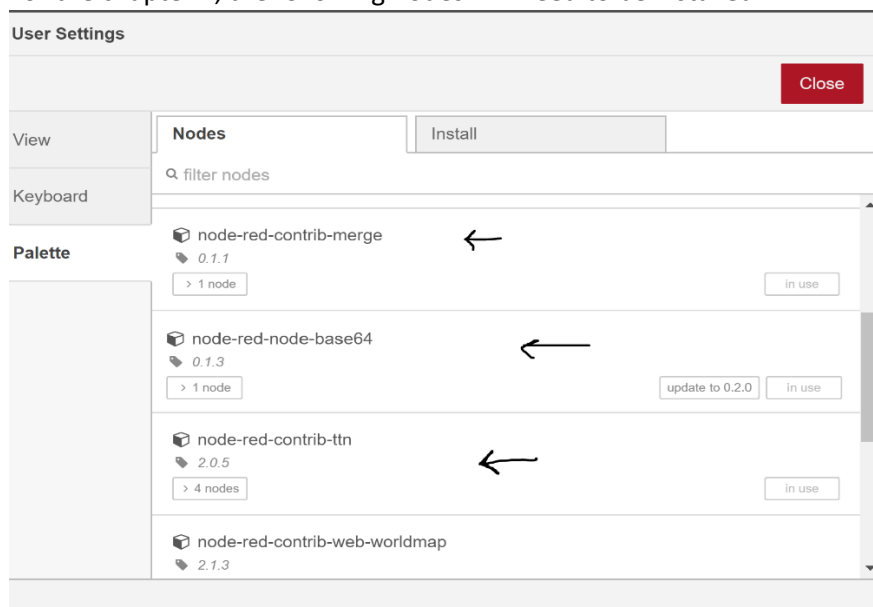 User Settings
Close
View
Keyboard
Palette
Nodes
Install
filter nodes
node-red-contrib-merge
0.1.1
> 1 node
in use
node-red-node-base64
0.1.3
> 1 node
update to 0.2.0
in use
node-red-contrib-ttn
2.0.5
> 4 nodes
in use
node-red-contrib-web-worldmap
2.1.3